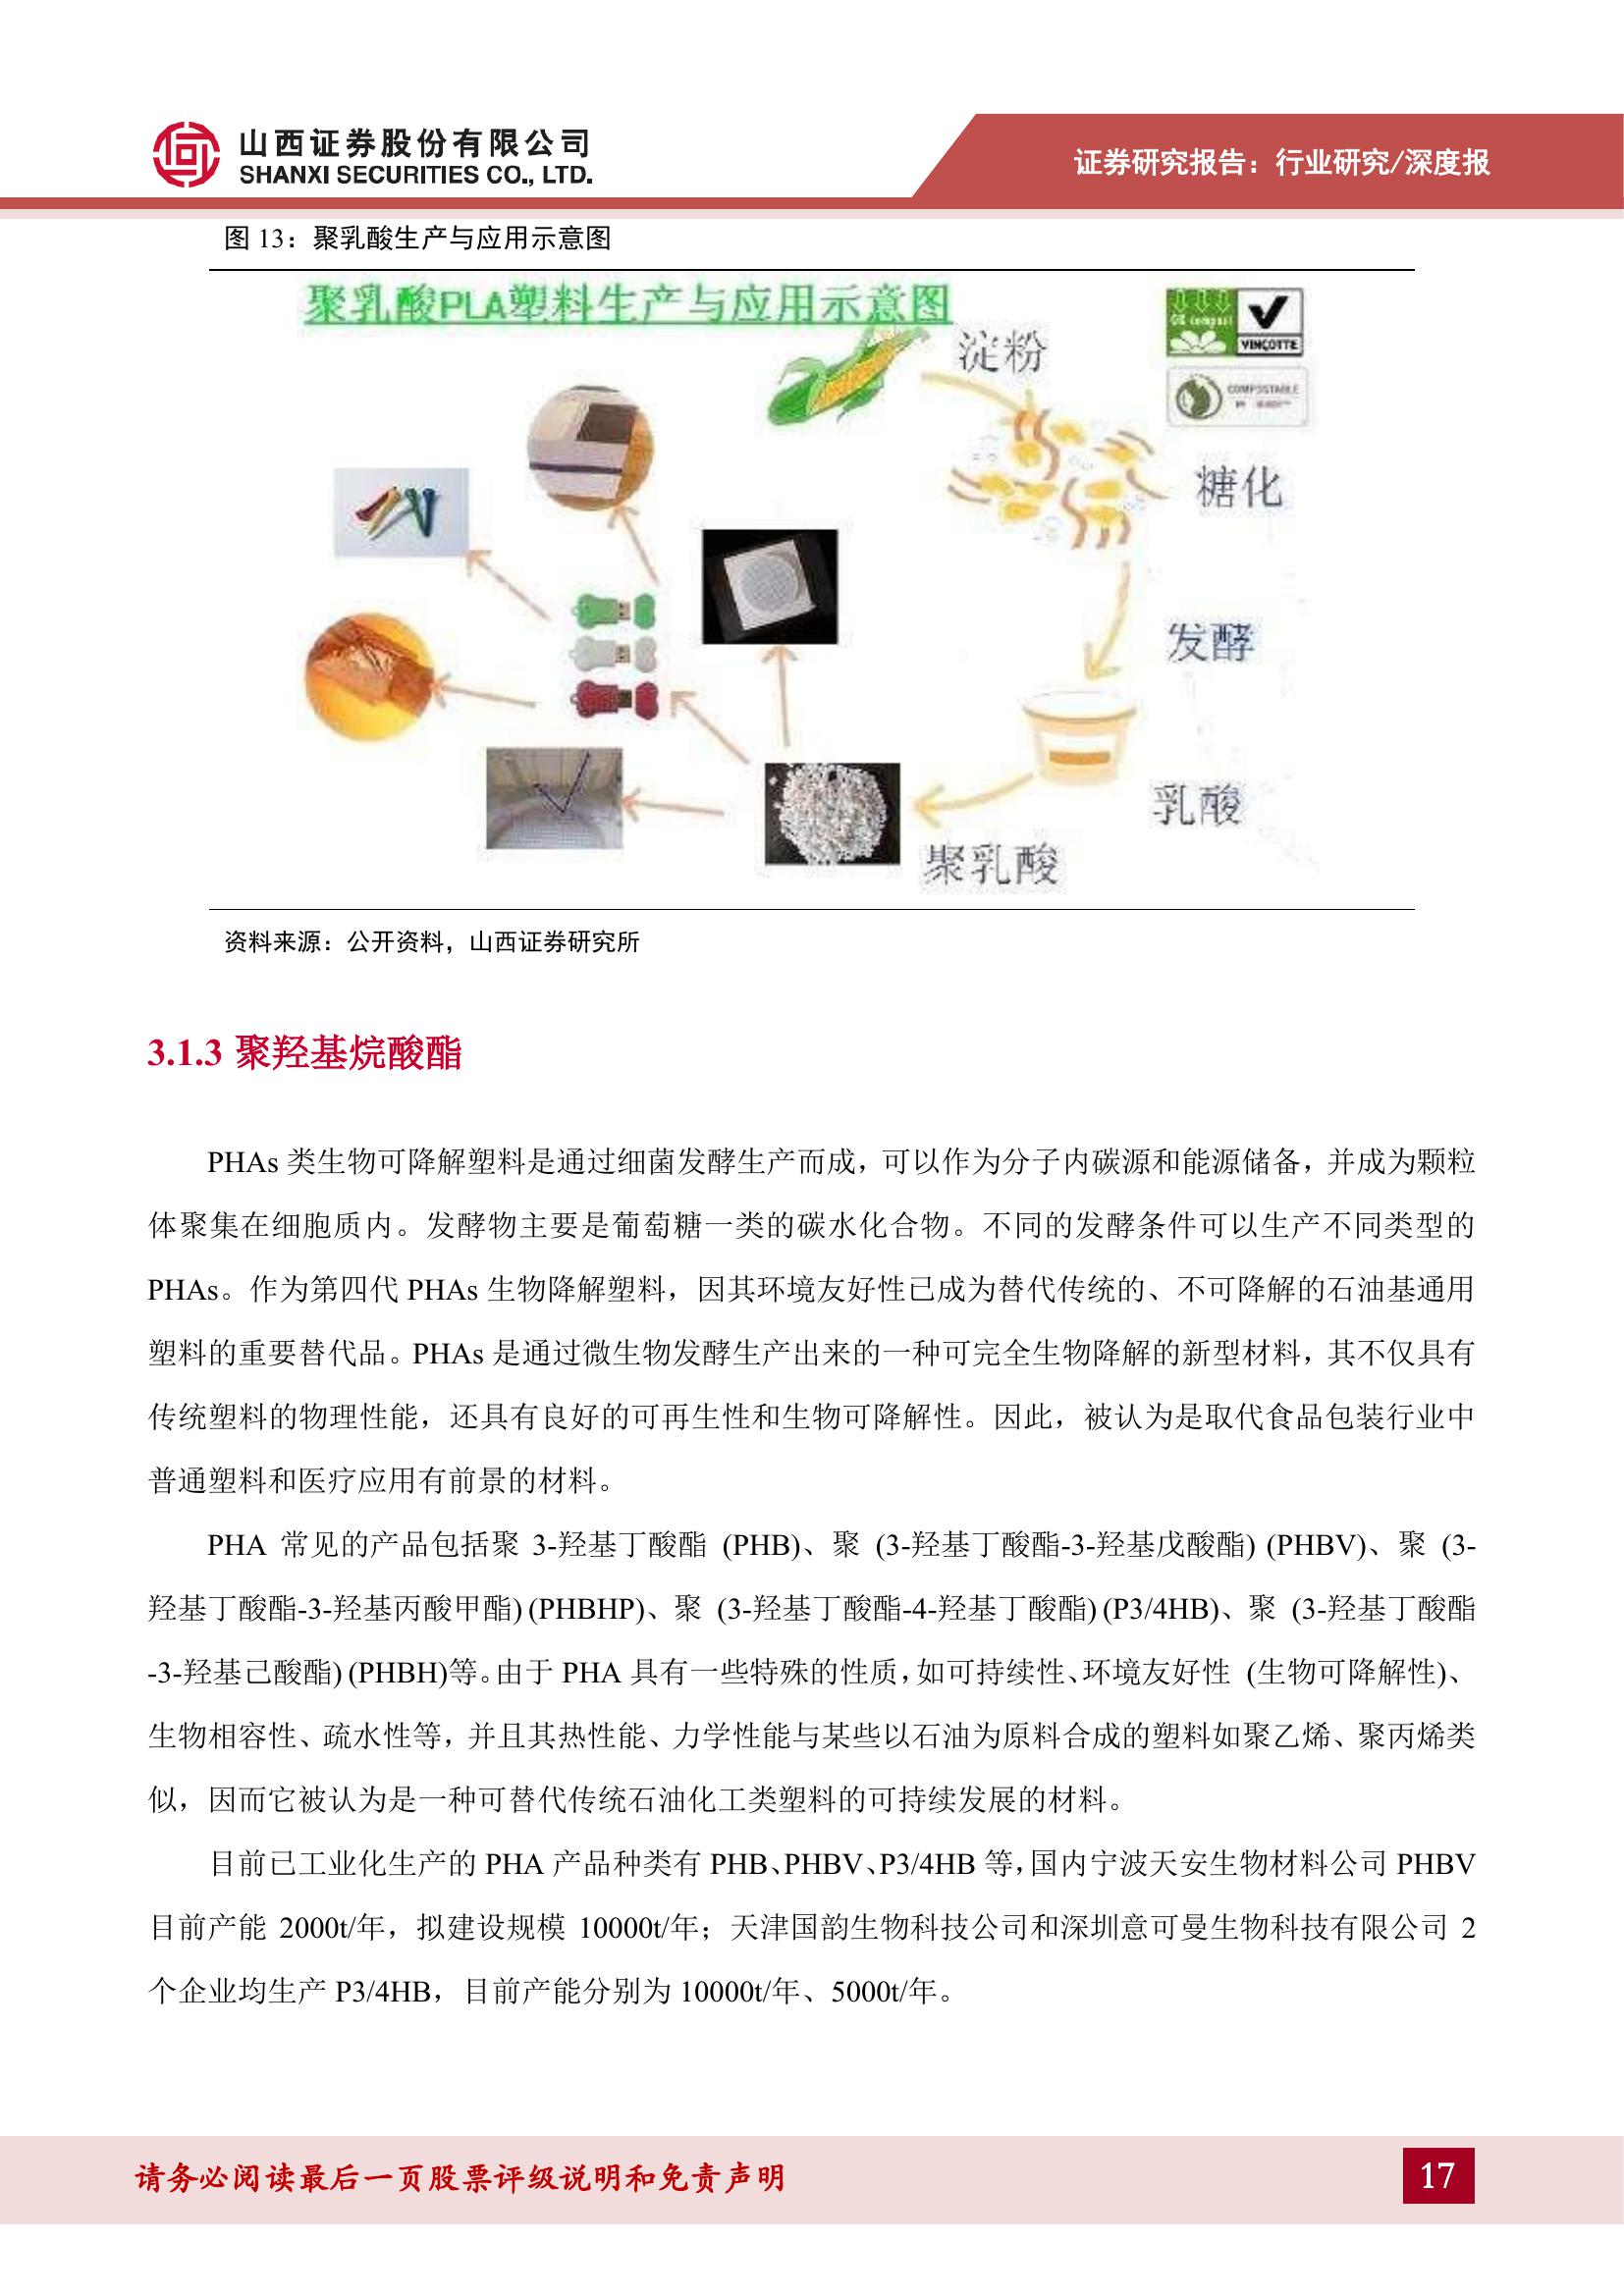 山西证券股份有限公司
SHANXI SECURITIES CO., LTD.
证券研究报告：行业研究/深度报
图 13：聚乳酸生产与应用示意图
聚乳酸PLA塑料生产与应用示意图
淀粉
OK compost
VINÇOTTE
COMPOSTABLE
糖化
发酵
乳酸
聚乳酸
资料来源：公开资料，山西证券研究所
3.1.3 聚羟基烷酸酯
PHAs 类生物可降解塑料是通过细菌发酵生产而成，可以作为分子内碳源和能源储备，并成为颗粒
体聚集在细胞质内。发酵物主要是葡萄糖一类的碳水化合物。不同的发酵条件可以生产不同类型的
PHAs。作为第四代 PHAs 生物降解塑料，因其环境友好性已成为替代传统的、不可降解的石油基通用
塑料的重要替代品。PHAs 是通过微生物发酵生产出来的一种可完全生物降解的新型材料，其不仅具有
传统塑料的物理性能，还具有良好的可再生性和生物可降解性。因此，被认为是取代食品包装行业中
普通塑料和医疗应用有前景的材料。
PHA 常见的产品包括聚 3-羟基丁酸酯 (PHB)、聚 (3-羟基丁酸酯-3-羟基戊酸酯) (PHBV)、聚 (3-
羟基丁酸酯-3-羟基丙酸甲酯) (PHBHP)、聚 (3-羟基丁酸酯-4-羟基丁酸酯) (P3/4HB)、聚 (3-羟基丁酸酯
-3-羟基己酸酯) (PHBH)等。由于 PHA 具有一些特殊的性质，如可持续性、环境友好性 (生物可降解性)、
生物相容性、疏水性等，并且其热性能、力学性能与某些以石油为原料合成的塑料如聚乙烯、聚丙烯类
似，因而它被认为是一种可替代传统石油化工类塑料的可持续发展的材料。
目前已工业化生产的 PHA 产品种类有 PHB、PHBV、P3/4HB 等，国内宁波天安生物材料公司 PHBV
目前产能 2000t/年，拟建设规模 10000t/年；天津国韵生物科技公司和深圳意可曼生物科技有限公司 2
个企业均生产 P3/4HB，目前产能分别为 10000t/年、5000t/年。
请务必阅读最后一页股票评级说明和免责声明
17